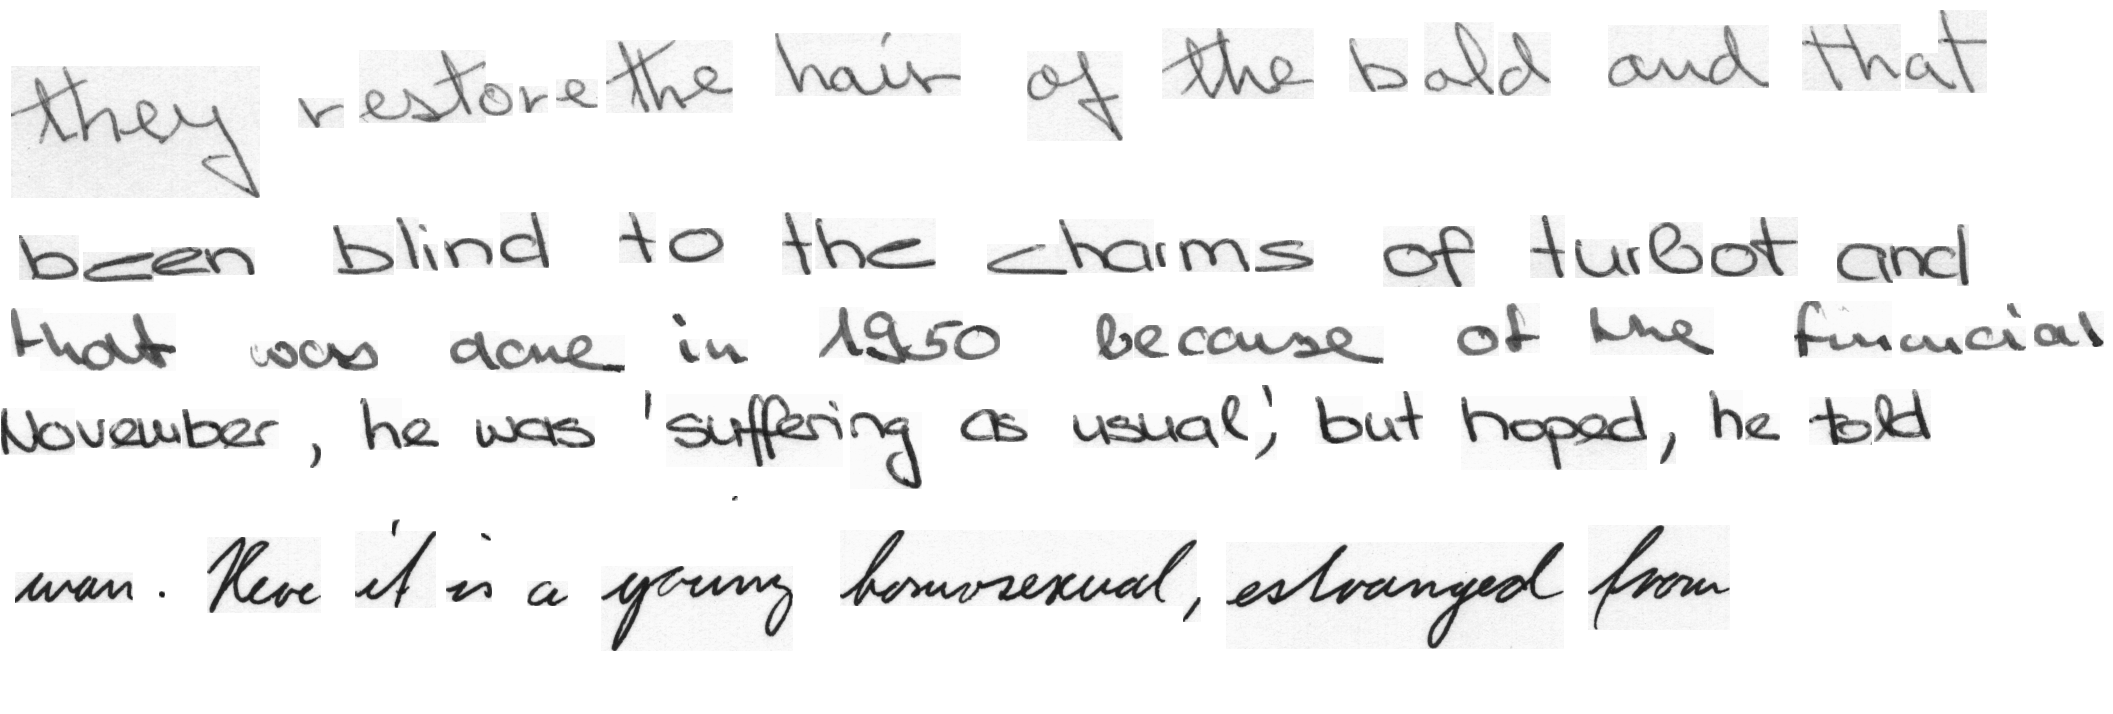 they restore the hair of the bald and that
been blind to the charms of turbot and
that was done in 1950 because of the financial
November, he was 'suffering as usual,' but hoped, he told
man. Here it is a young homosexual, estranged from